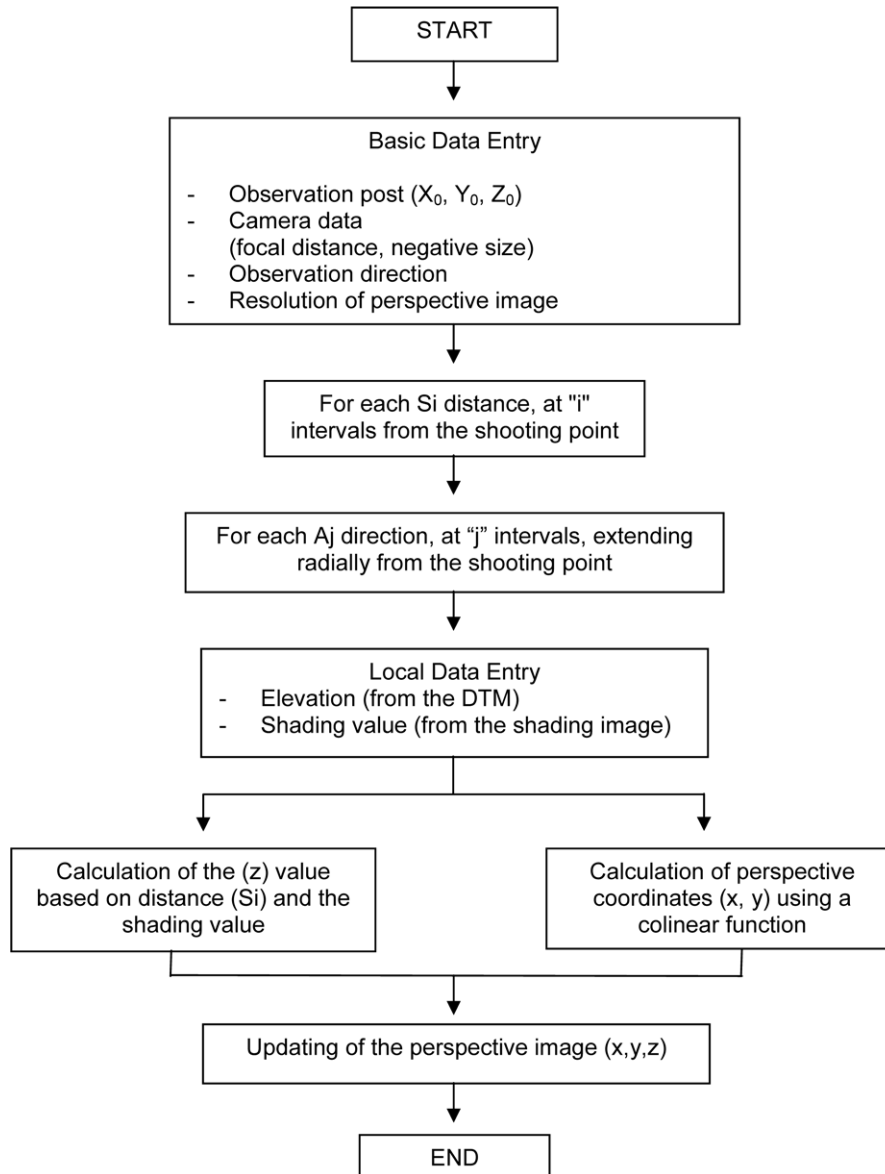 START
Basic Data Entry
- Observation post (X₀, Y₀, Z₀)
- Camera data
(focal distance, negative size)
- Observation direction
- Resolution of perspective image
For each Si distance, at "i"
intervals from the shooting point
For each Aj direction, at “j” intervals, extending
radially from the shooting point
Local Data Entry
- Elevation (from the DTM)
- Shading value (from the shading image)
Calculation of the (z) value
based on distance (Si) and the
shading value
Calculation of perspective
coordinates (x, y) using a
colinear function
Updating of the perspective image (x,y,z)
END